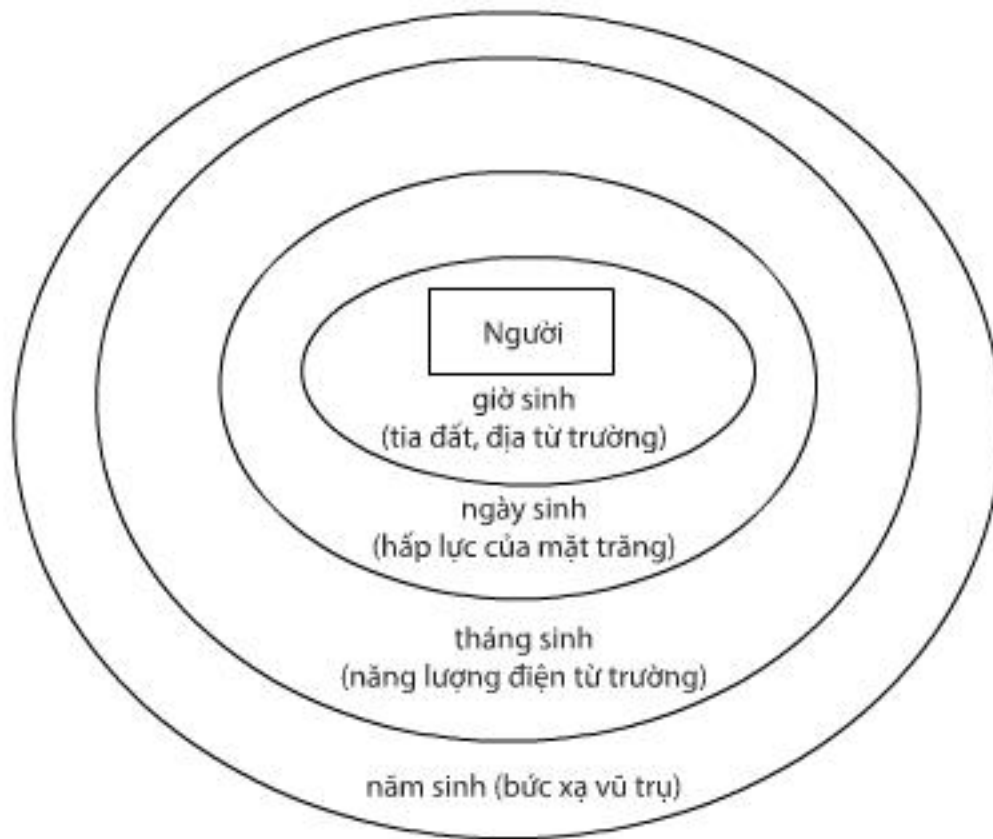 Người
giờ sinh
(tia đất, địa từ trường)
ngày sinh
(hấp lực của mặt trăng)
tháng sinh
(năng lượng điện từ trường)
năm sinh (bức xạ vũ trụ)